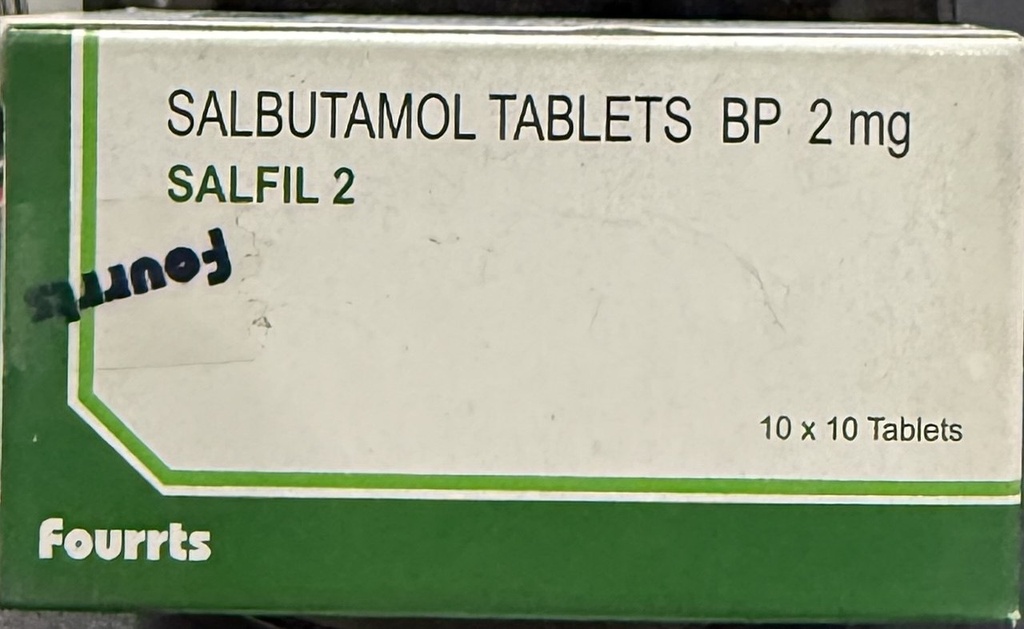 SALBUTAMOL TABLETS BP 2 mg
SALFIL 2
Fourrts
10 x 10 Tablets
Fourrts